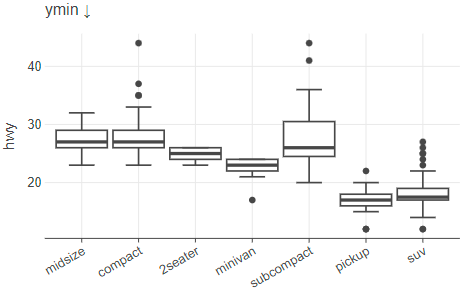 ymin ↓
hwy
40
30
20
midsize
compact
2seater
minivan
subcompact
pickup
suv